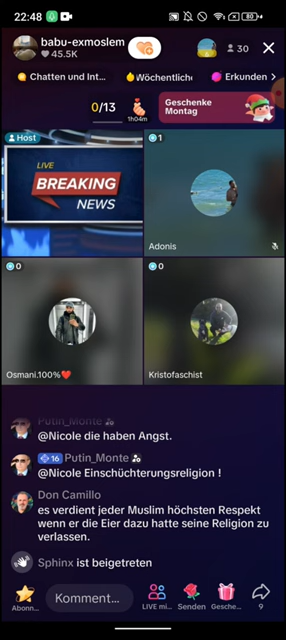 22:48
80
babu-exmoslem
45.5K
30
Chatten und Int...
Wöchentlich
Erkunden
0/13
1h04m
Geschenke
Montag
Host
LIVE
BREAKING
NEWS
1
Adonis
0
Osmani.100%❤️
0
Kristofaschist
Putin_Monte
@Nicole die haben Angst.
16 Putin_Monte
@Nicole Einschüchterungsreligion !
Don Camillo
es verdient jeder Muslim höchsten Respekt
wenn er die Eier dazu hatte seine Religion zu
verlassen.
Sphinx ist beigetreten
Kommentar...
Abonn...
LIVE mi...
Senden
Gesche...
9